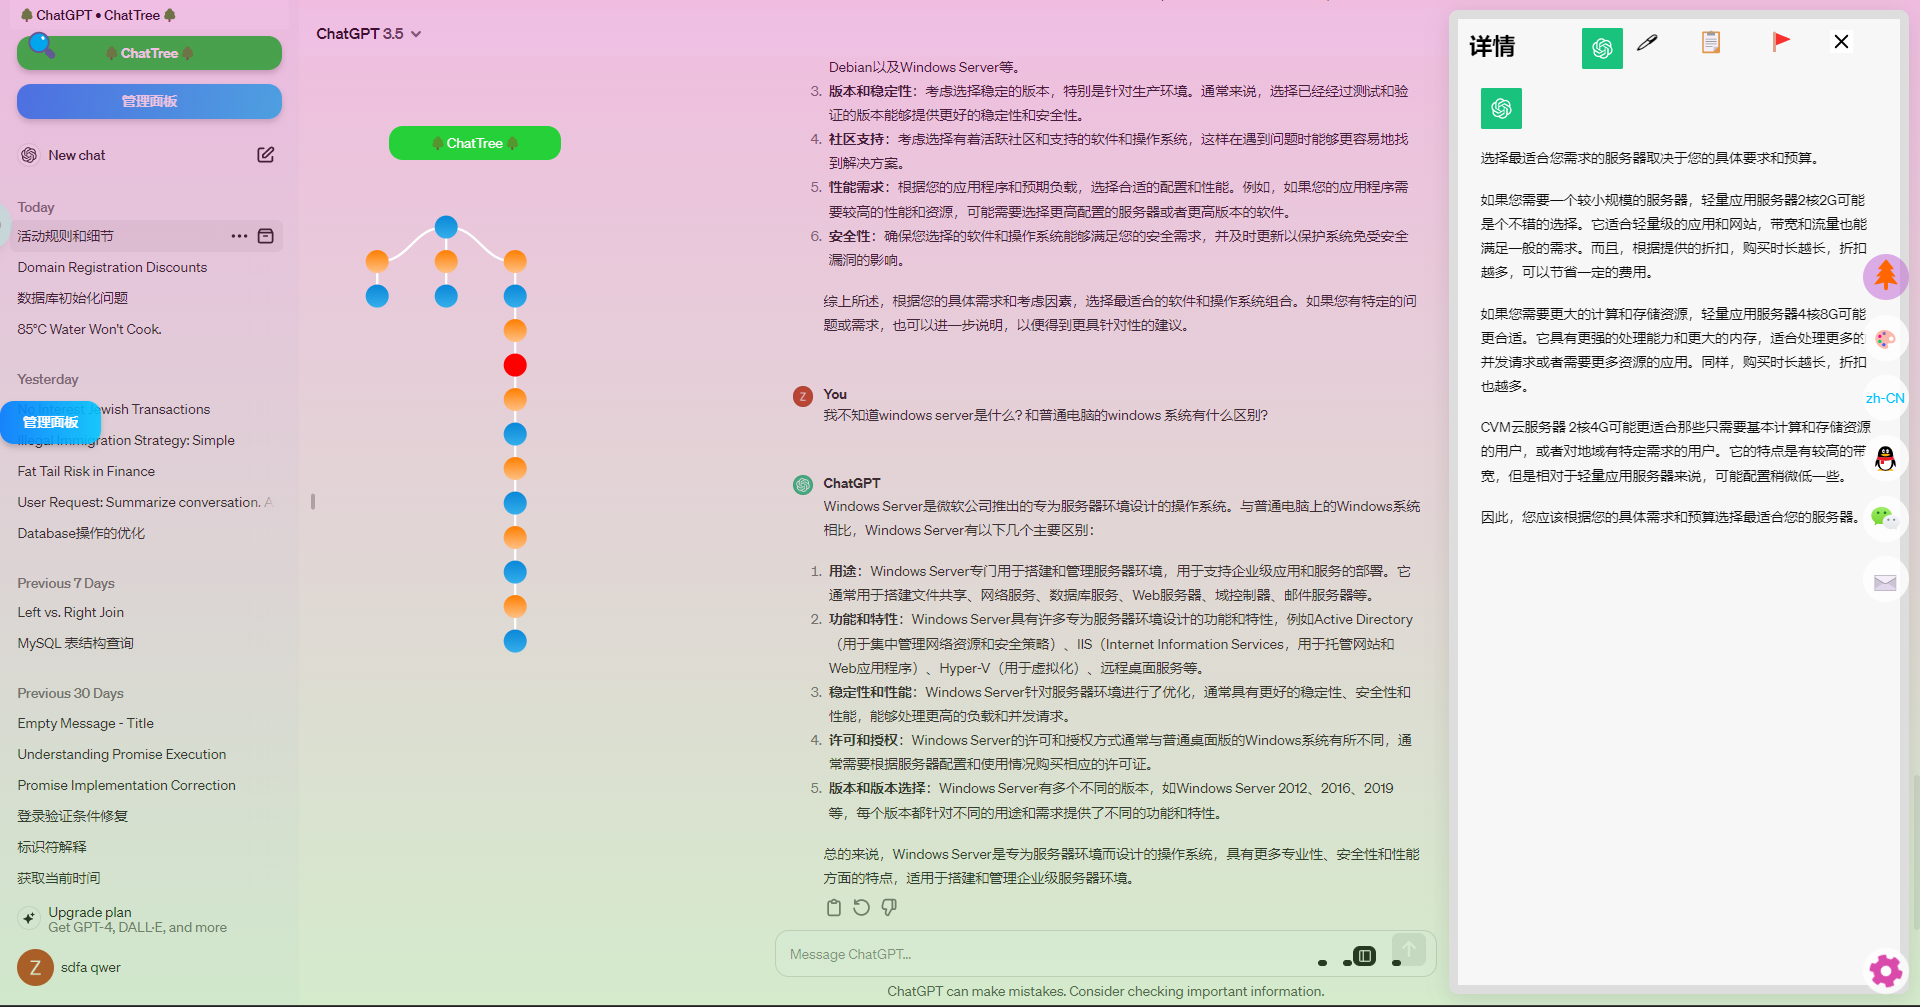 ChatGPT • ChatTree
ChatTree
管理面板
New chat
Today
活动规则和细节
Domain Registration Discounts
数据库初始化问题
85°C Water Won't Cook.
Yesterday
No Interest Jewish Transactions
管理面板
Illegal Immigration Strategy: Simple
Fat Tail Risk in Finance
User Request: Summarize conversation. A
Database操作的优化
Previous 7 Days
Left vs. Right Join
MySQL 表结构查询
Previous 30 Days
Empty Message - Title
Understanding Promise Execution
Promise Implementation Correction
登录验证条件修复
标识符解释
获取当前时间
Upgrade plan
Get GPT-4, DALL·E, and more
Z
sdfa qwer
ChatGPT 3.5
ChatTree
Debian以及Windows Server等。
3. 版本和稳定性：考虑选择稳定的版本，特别是针对生产环境。通常来说，选择已经经过测试和验
证的版本能够提供更好的稳定性和安全性。
4. 社区支持：考虑选择有着活跃社区和支持的软件和操作系统，这样在遇到问题时能够更容易地找
到解决方案。
5. 性能需求：根据您的应用程序和预期负载，选择合适的配置和性能。例如，如果您的应用程序需
要较高的性能和资源，可能需要选择更高配置的服务器或者更高版本的软件。
6. 安全性：确保您选择的软件和操作系统能够满足您的安全需求，并及时更新以保护系统免受安全
漏洞的影响。
综上所述，根据您的具体需求和考虑因素，选择最适合的软件和操作系统组合。如果您有特定的问
题或需求，也可以进一步说明，以便得到更具针对性的建议。
Z
You
我不知道windows server是什么? 和普通电脑的windows 系统有什么区别?
ChatGPT
Windows Server是微软公司推出的专为服务器环境设计的操作系统。与普通电脑上的Windows系统
相比，Windows Server有以下几个主要区别：
1. 用途：Windows Server专门用于搭建和管理服务器环境，用于支持企业级应用和服务的部署。它
通常用于搭建文件共享、网络服务、数据库服务、Web服务器、域控制器、邮件服务器等。
2. 功能和特性：Windows Server具有许多专为服务器环境设计的功能和特性，例如Active Directory
（用于集中管理网络资源和安全策略）、IIS（Internet Information Services，用于托管网站和
Web应用程序）、Hyper-V（用于虚拟化）、远程桌面服务等。
3. 稳定性和性能：Windows Server针对服务器环境进行了优化，通常具有更好的稳定性、安全性和
性能，能够处理更高的负载和并发请求。
4. 许可和授权：Windows Server的许可和授权方式通常与普通桌面版的Windows系统有所不同，通
常需要根据服务器配置和使用情况购买相应的许可证。
5. 版本和版本选择：Windows Server有多个不同的版本，如Windows Server 2012、2016、2019
等，每个版本都针对不同的用途和需求提供了不同的功能和特性。
总的来说，Windows Server是专为服务器环境而设计的操作系统，具有更多专业性、安全性和性能
方面的特点，适用于搭建和管理企业级服务器环境。
Message ChatGPT...
ChatGPT can make mistakes. Consider checking important information.
详情
选择最适合您需求的服务器取决于您的具体要求和预算。
如果您需要一个较小规模的服务器，轻量应用服务器2核2G可能
是个不错的选择。它适合轻量级的应用和网站，带宽和流量也能
满足一般的需求。而且，根据提供的折扣，购买时长越长，折扣
越多，可以节省一定的费用。
如果您需要更大的计算和存储资源，轻量应用服务器4核8G可能
更合适。它具有更强的处理能力和更大的内存，适合处理更多的
并发请求或者需要更多资源的应用。同样，购买时长越长，折扣
也越多。
zh-CN
CVM云服务器 2核4G可能更适合那些只需要基本计算和存储资源
的用户，或者对地域有特定需求的用户。它的特点是有较高的带
宽，但是相对于轻量应用服务器来说，可能配置稍微低一些。
因此，您应该根据您的具体需求和预算选择最适合您的服务器。